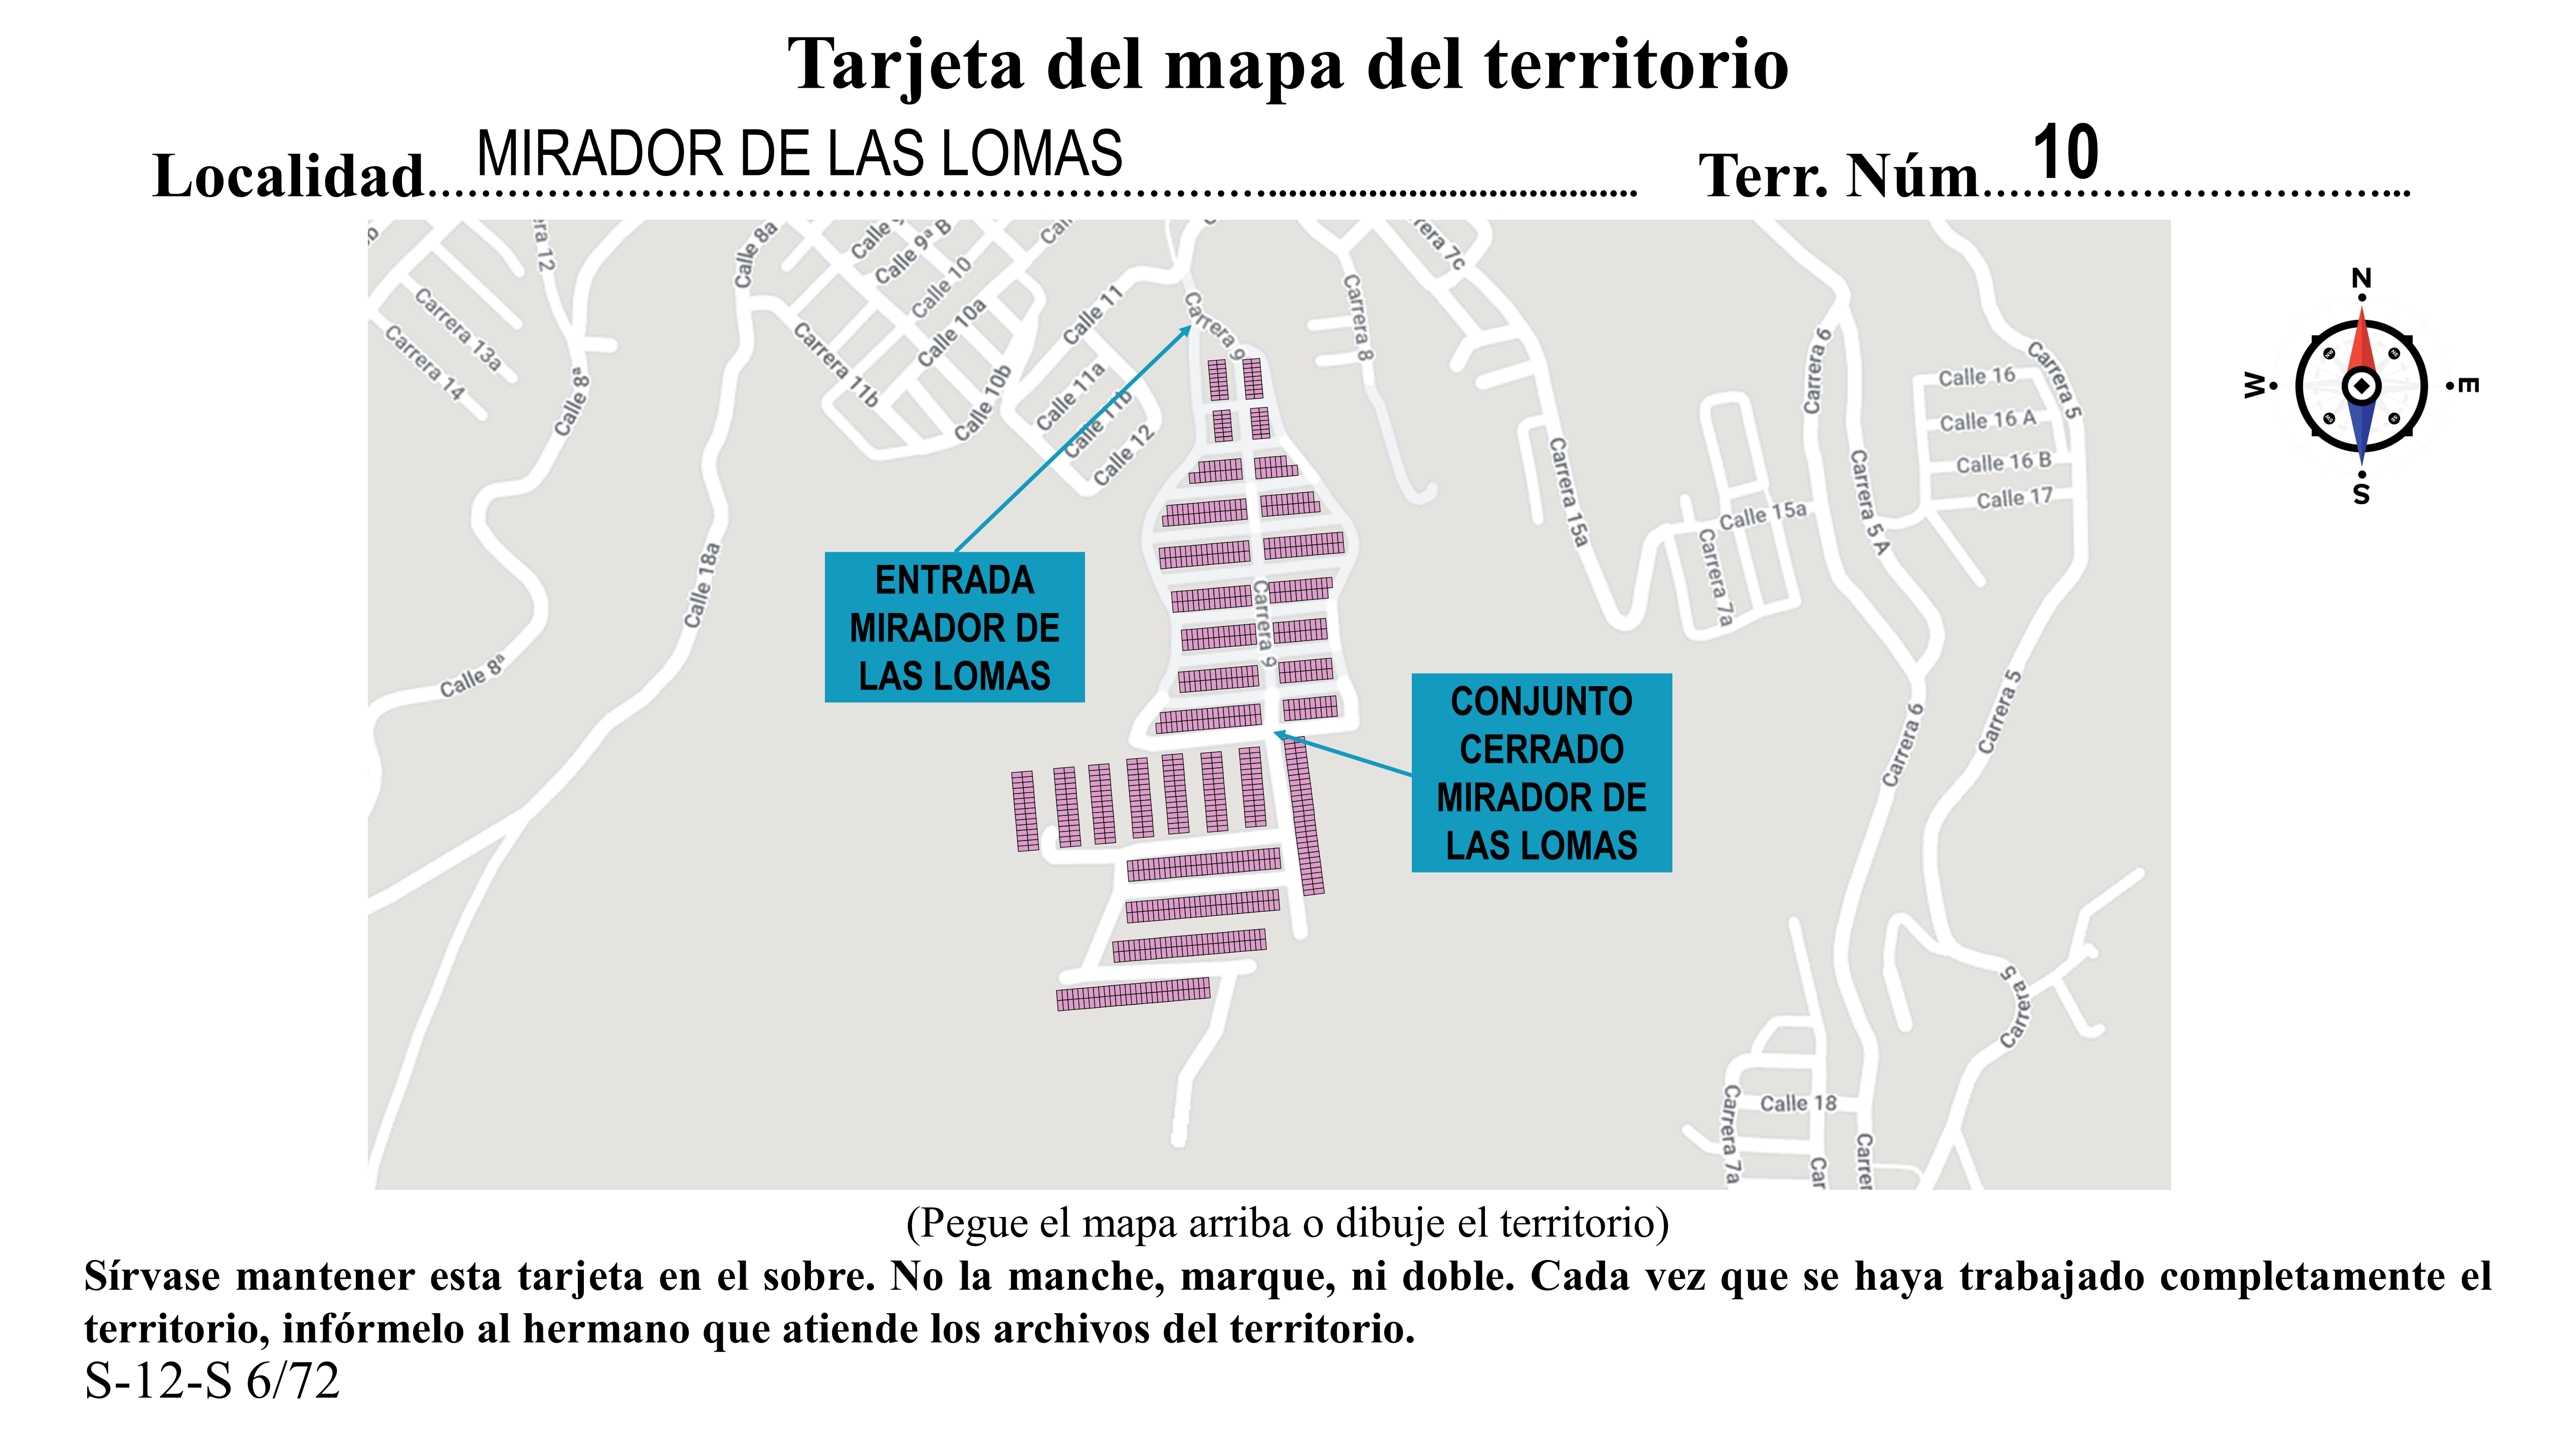 Tarjeta del mapa del territorio
Localidad MIRADOR DE LAS LOMAS Terr. Núm 10
Calle 8a
Calle 9ª B
Calle 10
Calle 10a
Calle 11
Carrera 9
Carrera 8
Carrera 13a
Carrera 14
Calle 8ª
Carrera 11b
Calle 10b
Calle 11a
Calle 11b
Calle 12
Carrera 6
Carrera 5
Calle 16
Calle 16 A
Calle 16 B
Calle 17
Carrera 15a
Calle 15a
Carrera 5 A
Carrera 7a
Calle 18a
Calle 8ª
Carrera 9
ENTRADA
MIRADOR DE
LAS LOMAS
CONJUNTO
CERRADO
MIRADOR DE
LAS LOMAS
Carrera 6
Carrera 5
Carrera 5
Calle 18
Carrera 7a
N
W
E
S
(Pegue el mapa arriba o dibuje el territorio)
Sírvase mantener esta tarjeta en el sobre. No la manche, marque, ni doble. Cada vez que se haya trabajado completamente el
territorio, infórmelo al hermano que atiende los archivos del territorio.
S-12-S 6/72